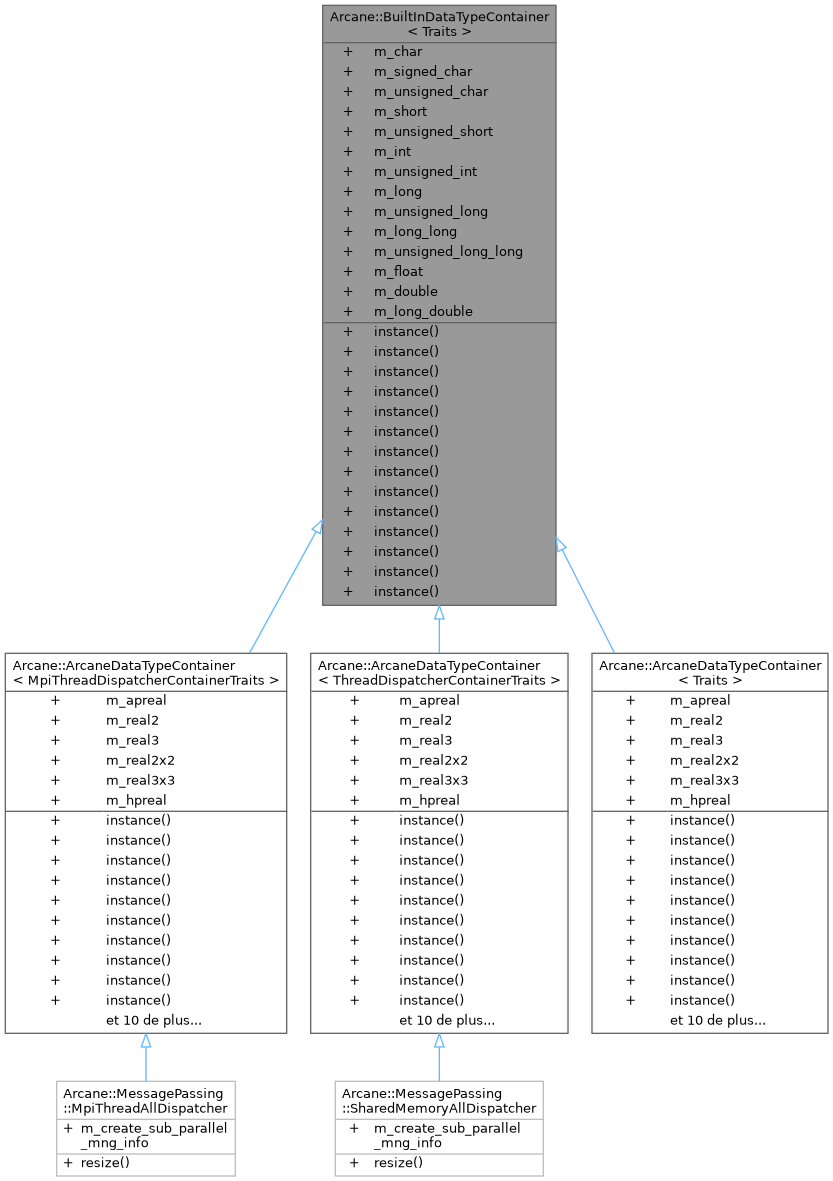 Arcane::BuiltInDataTypeContainer
< Traits >
+ m_char
+ m_signed_char
+ m_unsigned_char
+ m_short
+ m_unsigned_short
+ m_int
+ m_unsigned_int
+ m_long
+ m_unsigned_long
+ m_long_long
+ m_unsigned_long_long
+ m_float
+ m_double
+ m_long_double
+ instance()
+ instance()
+ instance()
+ instance()
+ instance()
+ instance()
+ instance()
+ instance()
+ instance()
+ instance()
+ instance()
+ instance()
+ instance()
+ instance()
Arcane::ArcaneDataTypeContainer
< MpiThreadDispatcherContainerTraits >
+ m_apreal
+ m_real2
+ m_real3
+ m_real2x2
+ m_real3x3
+ m_hpreal
+ instance()
+ instance()
+ instance()
+ instance()
+ instance()
+ instance()
+ instance()
+ instance()
+ instance()
+ instance()
et 10 de plus...
Arcane::ArcaneDataTypeContainer
< ThreadDispatcherContainerTraits >
+ m_apreal
+ m_real2
+ m_real3
+ m_real2x2
+ m_real3x3
+ m_hpreal
+ instance()
+ instance()
+ instance()
+ instance()
+ instance()
+ instance()
+ instance()
+ instance()
+ instance()
+ instance()
et 10 de plus...
Arcane::ArcaneDataTypeContainer
< Traits >
+ m_apreal
+ m_real2
+ m_real3
+ m_real2x2
+ m_real3x3
+ m_hpreal
+ instance()
+ instance()
+ instance()
+ instance()
+ instance()
+ instance()
+ instance()
+ instance()
+ instance()
+ instance()
et 10 de plus...
Arcane::MessagePassing
::MpiThreadAllDispatcher
+ m_create_sub_parallel
_mng_info
+ resize()
Arcane::MessagePassing
::SharedMemoryAllDispatcher
+ m_create_sub_parallel
_mng_info
+ resize()